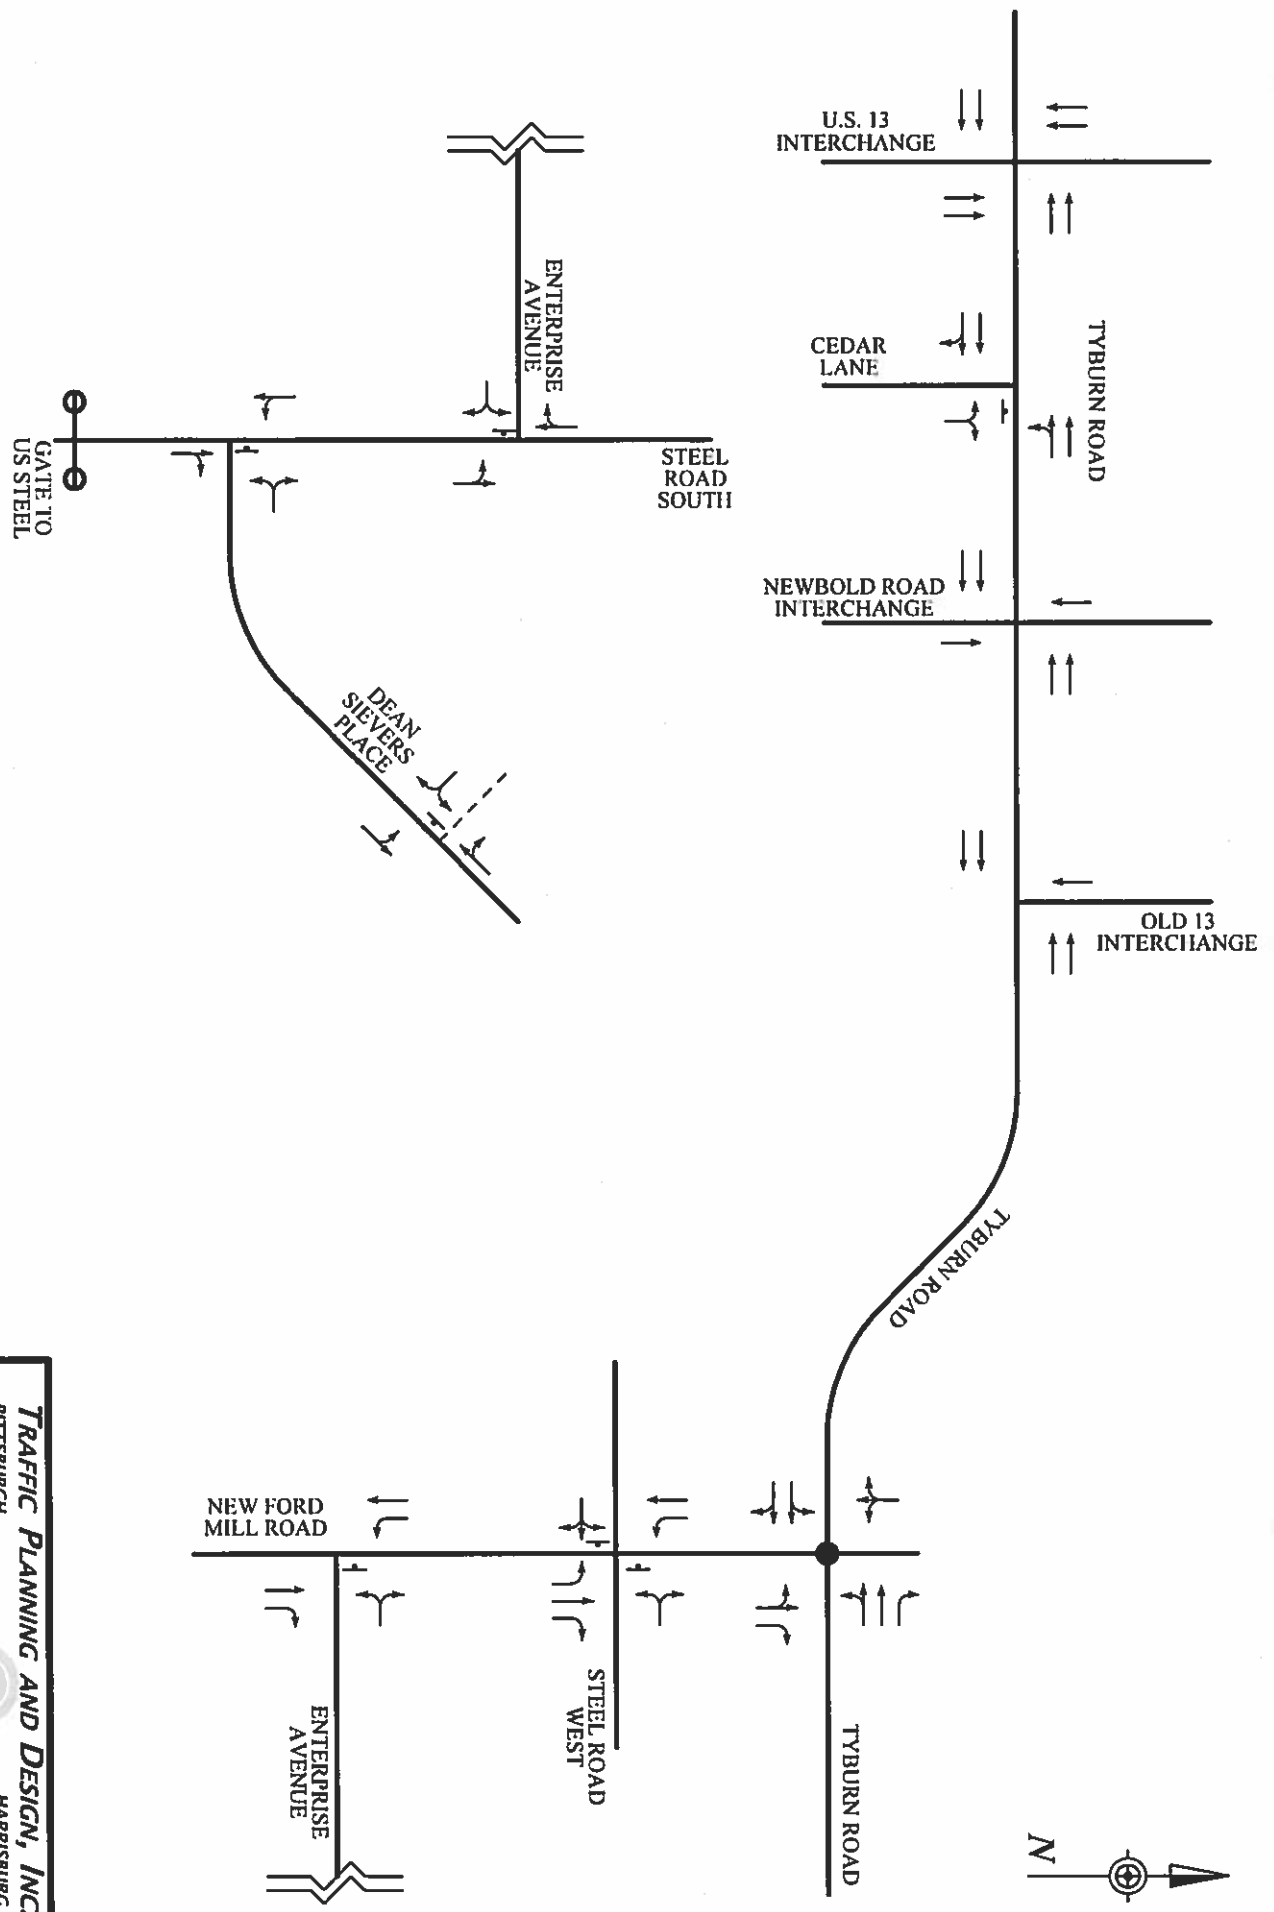 U.S. 13
INTERCHANGE
CEDAR
LANE
TYBURN ROAD
NEWBOLD ROAD
INTERCHANGE
OLD 13
INTERCHANGE
ENTERPRISE
AVENUE
STEEL
ROAD
SOUTH
GATE TO
US STEEL
DEAN
SIEVERS
PLACE
TYBURN ROAD
NEW FORD
MILL ROAD
STEEL ROAD
WEST
ENTERPRISE
AVENUE
TYBURN ROAD
N
TRAFFIC PLANNING AND DESIGN, INC.
PITTSBURGH HARRISBURG